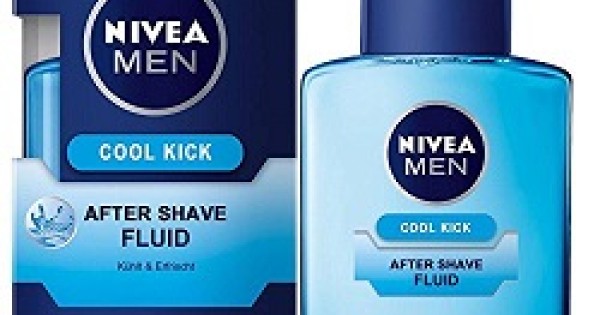 NIVEA
MEN
COOL KICK
AFTER SHAVE
FLUID
Kühlt & Erfrischt
NIVEA
MEN
COOL KICK
AFTER SHAVE
FLUID